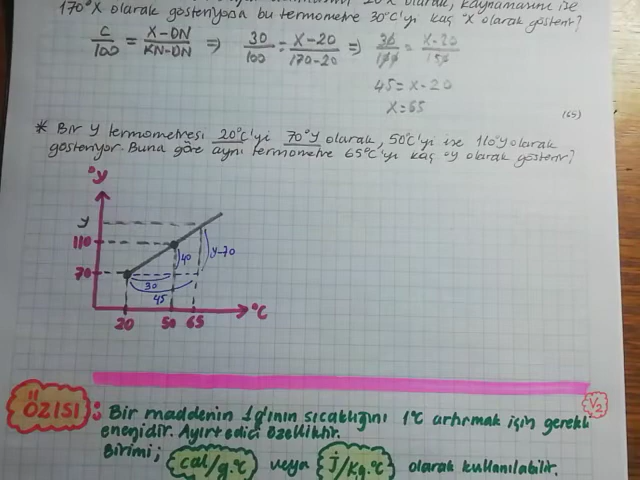 170°X olarak gösteriyorsa bu termometre 30°C'yi kaç °X olarak gösterir?
C/100 = X-DN/KN-DN => 30/100 = X-20/170-20 => 30/100 = X-20/150
45 = X-20
X=65
(65)
* Bir Y termometresi 20°C'yi 70°Y olarak, 50°C'yi ise 110°Y olarak
gösteriyor. Buna göre aynı termometre 65°C'yi kaç °Y olarak gösterir?
°Y
y
110
70
40
y-70
30
45
20 50 65 °C
ÖZISI: Bir maddenin 1g'ının sıcaklığını 1°C artırmak için gerekli
enerjidir. Ayırt edici özelliktir.
Birimi; cal/g.°C veya J/kg.°C olarak kullanılabilir.